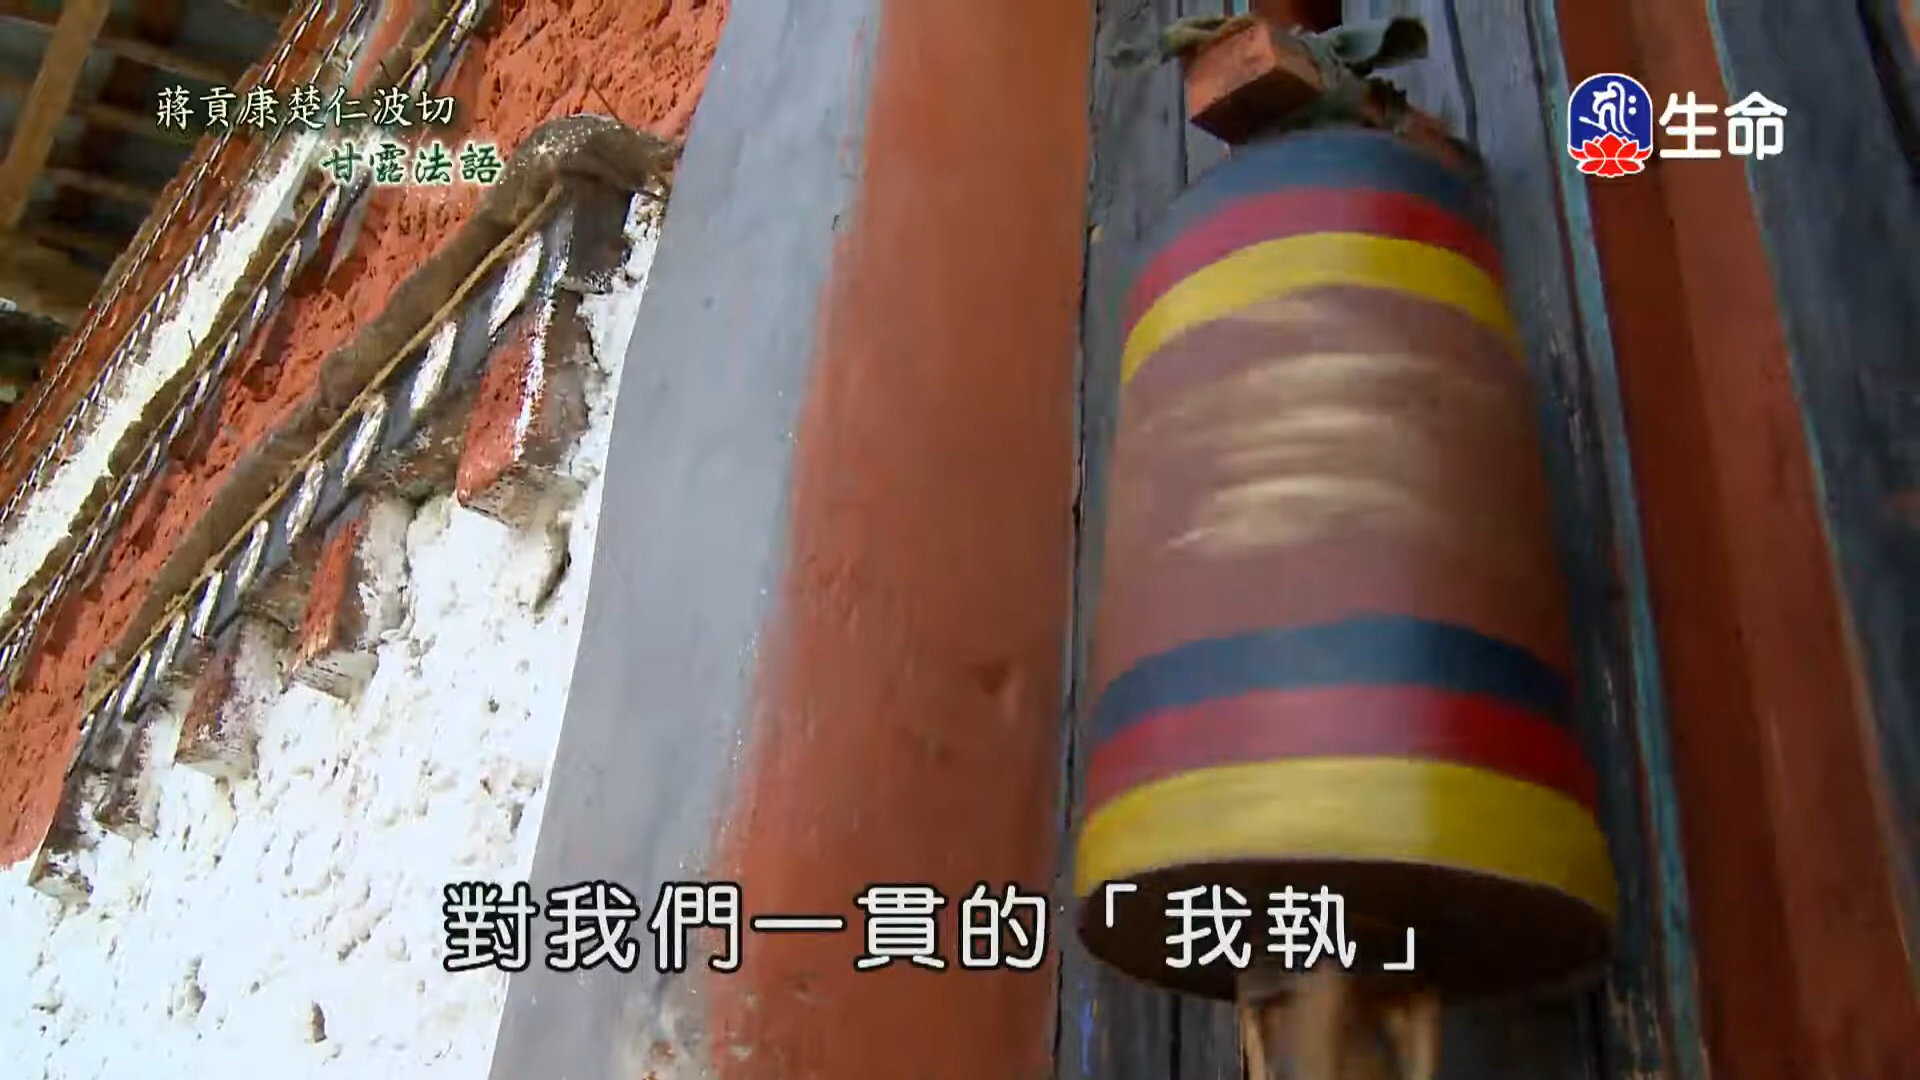 蔣貢康楚仁波切
甘露法語
生命
對我們一貫的「我執」